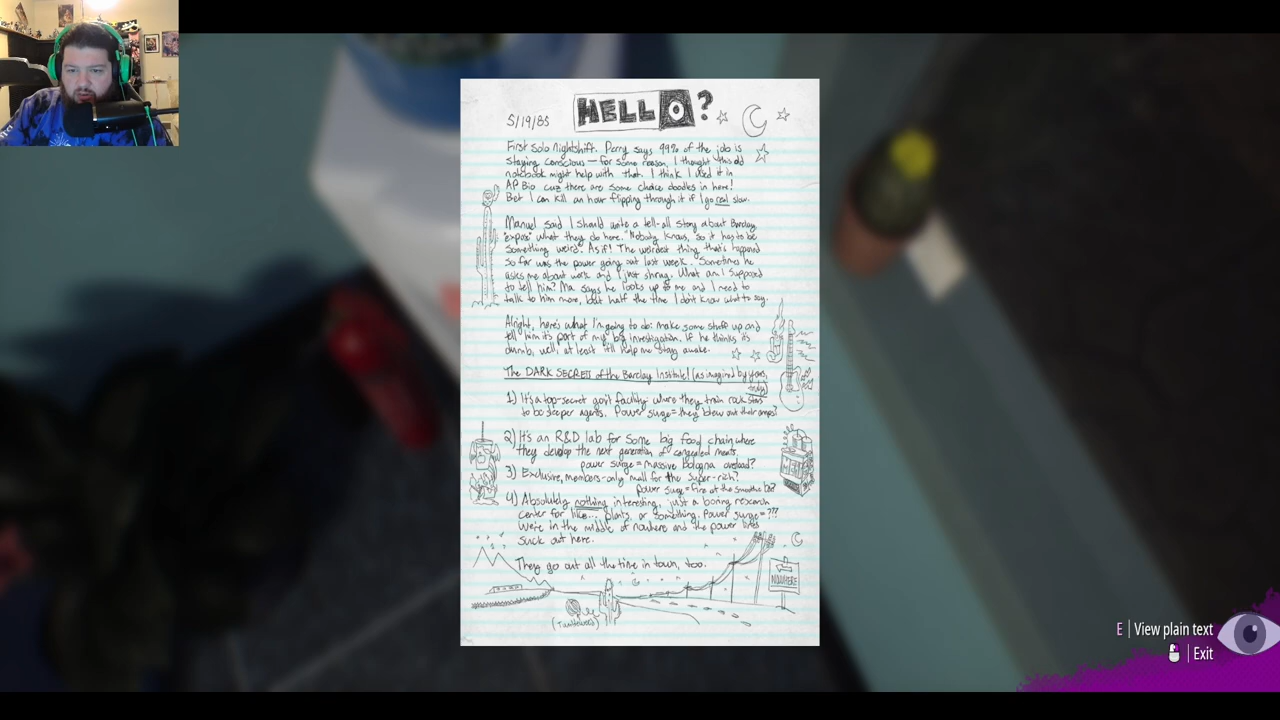 HELLO?
5/19/85
First solo nightshift. Perry says 99% of the job is
staying conscious — for some reason, I thought this old
notebook might help with that. I think I used it in
AP Bio cuz there are some choice doodles in here!
Bet I can kill an hour flipping through it if I go real slow.
Manuel said I should write a tell-all story about Barclay
"expose" what they do here. "Nobody knows, so it has to be
something weird". As if! The weirdest thing that's happened
so far was the power going out last week. Sometimes he
asks me about work and I just shrug. What am I supposed
to tell him? Ma says he looks up to me and I need to
talk to him more, but half the time I don't know what to say.
Alright, here's what I'm going to do: make some stuff up and
tell him it's part of my big investigation. If he thinks it's
dumb, well, at least it'll help me stay awake.
The DARK SECRETS of the Barclay Institute! (as imagined by yours,
truly)
1) It's a top-secret gov't facility where they train rock stars
to be sleeper agents. Power surge = they blew out their amps?
2) It's an R&D lab for some big food chain where
they develop the next generation of congealed meats.
power surge = massive bologna overload?
3) Exclusive, members-only mall for the super-rich?
power surge = fire at the smoothie bar?
4) Absolutely nothing interesting, just a boring research
center for like... plants, or something. Power surge = ???
We're in the middle of nowhere and the power lines
suck out here.
They go out all the time in town, too.
MEAT
NOWHERE
(Tumbleweed)
E | View plain text
| Exit